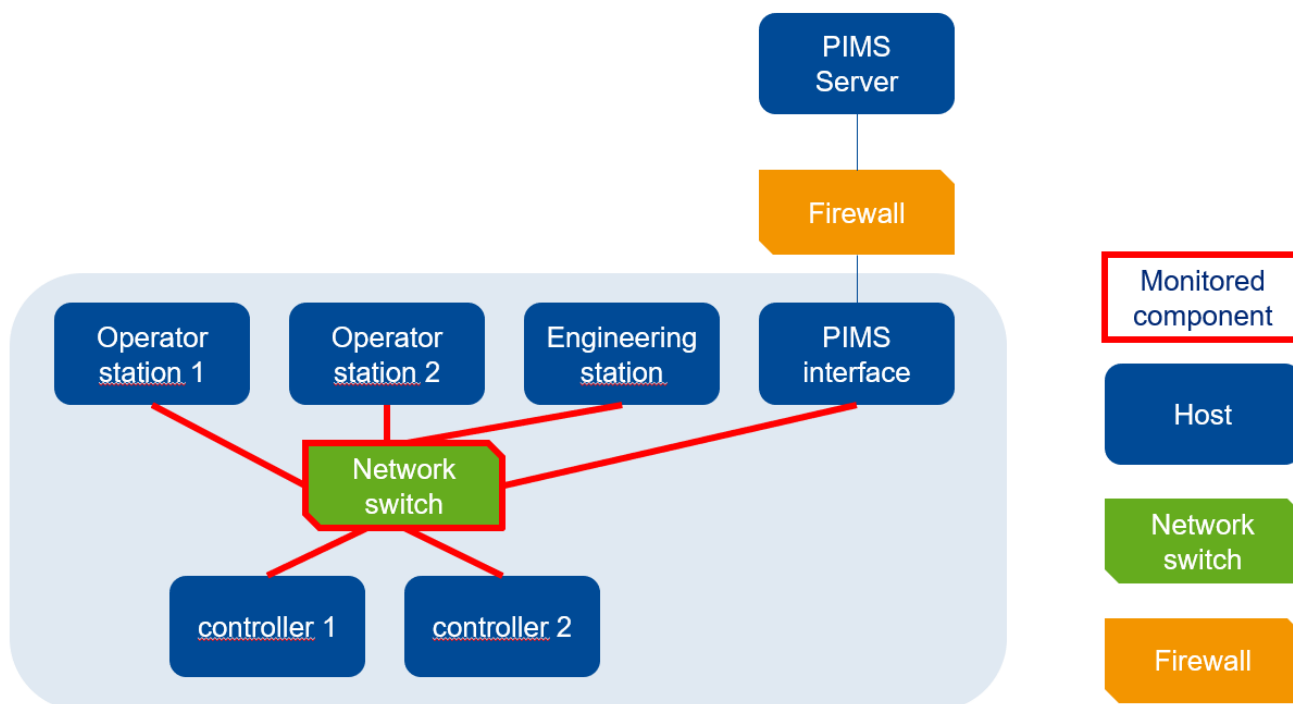 PIMS
Server
Firewall
Operator
station 1
Operator
station 2
Engineering
station
PIMS
interface
Network
switch
controller 1
controller 2
Monitored
component
Host
Network
switch
Firewall